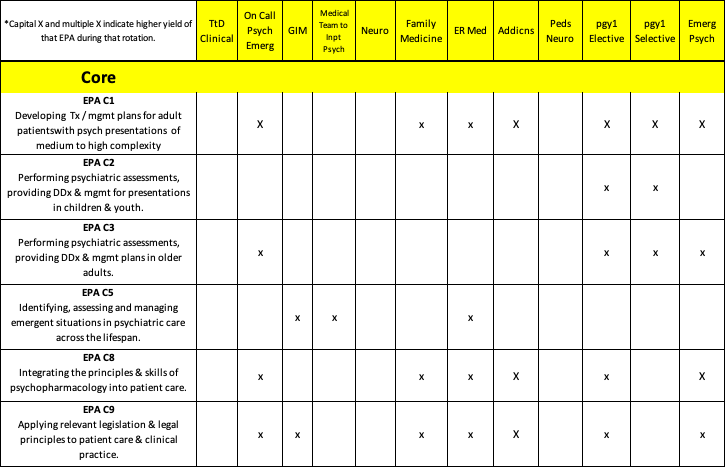 *Capital X and multiple X indicate higher yield of
that EPA during that rotation.
TtD
Clinical
On Call
Psych
Emerg
GIM
Medical
Team to
Inpt
Psych
Neuro
Family
Medicine
ER Med
Addicns
Peds
Neuro
pgy1
Elective
pgy1
Selective
Emerg
Psych
Core
EPA C1
Developing Tx / mgmt plans for adult
patientswith psych presentations of
medium to high complexity
X x x X X X X
EPA C2
Performing psychiatric assessments,
providing DDx & mgmt for presentations
in children & youth.
x x
EPA C3
Performing psychiatric assessments,
providing DDx & mgmt plans in older
adults.
x x x x
EPA C5
Identifying, assessing and managing
emergent situations in psychiatric care
across the lifespan.
x x x
EPA C8
Integrating the principles & skills of
psychopharmacology into patient care.
x x x X x X
EPA C9
Applying relevant legislation & legal
principles to patient care & clinical
practice.
x x x x X x x